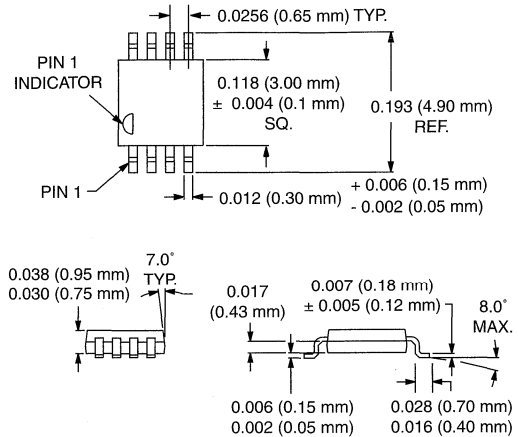 0.0256 (0.65 mm) TYP.
PIN 1
INDICATOR
0.118 (3.00 mm)
± 0.004 (0.1 mm)
SQ.
0.193 (4.90 mm)
REF.
PIN 1
0.012 (0.30 mm)
+ 0.006 (0.15 mm)
- 0.002 (0.05 mm)
0.038 (0.95 mm)
0.030 (0.75 mm)
7.0°
TYP.
0.017
(0.43 mm)
0.007 (0.18 mm)
± 0.005 (0.12 mm)
8.0°
MAX.
0.006 (0.15 mm)
0.002 (0.05 mm)
0.028 (0.70 mm)
0.016 (0.40 mm)